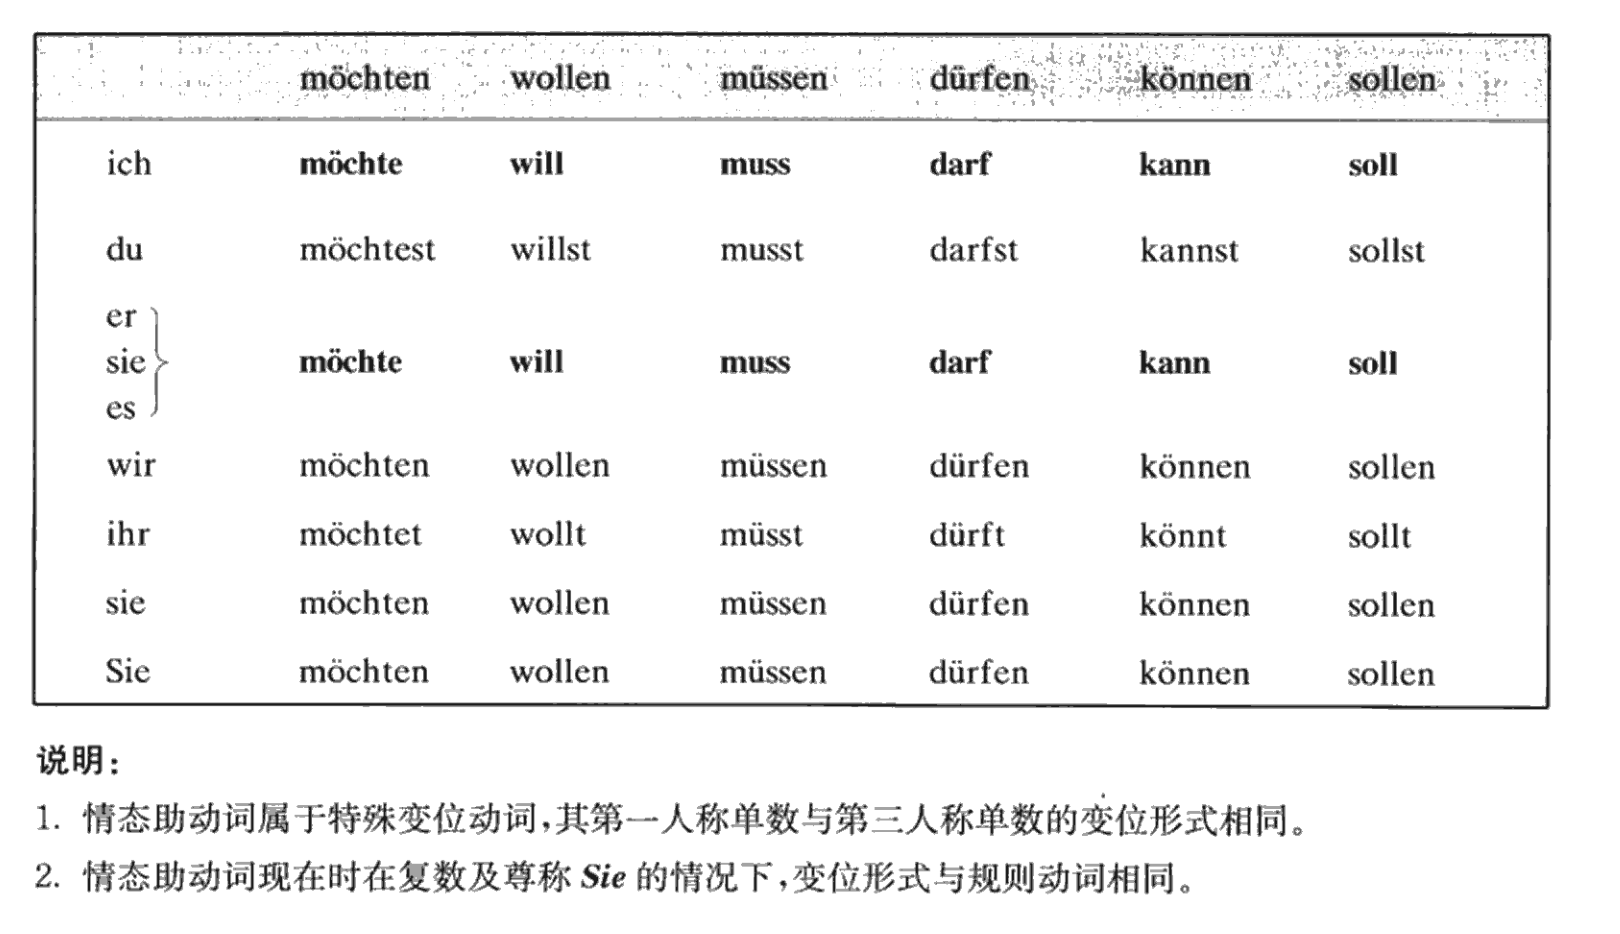 möchten wollen müssen dürfen können sollen
ich möchte will muss darf kann soll
du möchtest willst musst darfst kannst sollst
er
sie möchte will muss darf kann soll
es
wir möchten wollen müssen dürfen können sollen
ihr möchtet wollt müsst dürft könnt sollt
sie möchten wollen müssen dürfen können sollen
Sie möchten wollen müssen dürfen können sollen
说明：
1. 情态助动词属于特殊变位动词，其第一人称单数与第三人称单数的变位形式相同。
2. 情态助动词现在时在复数及尊称 Sie 的情况下，变位形式与规则动词相同。